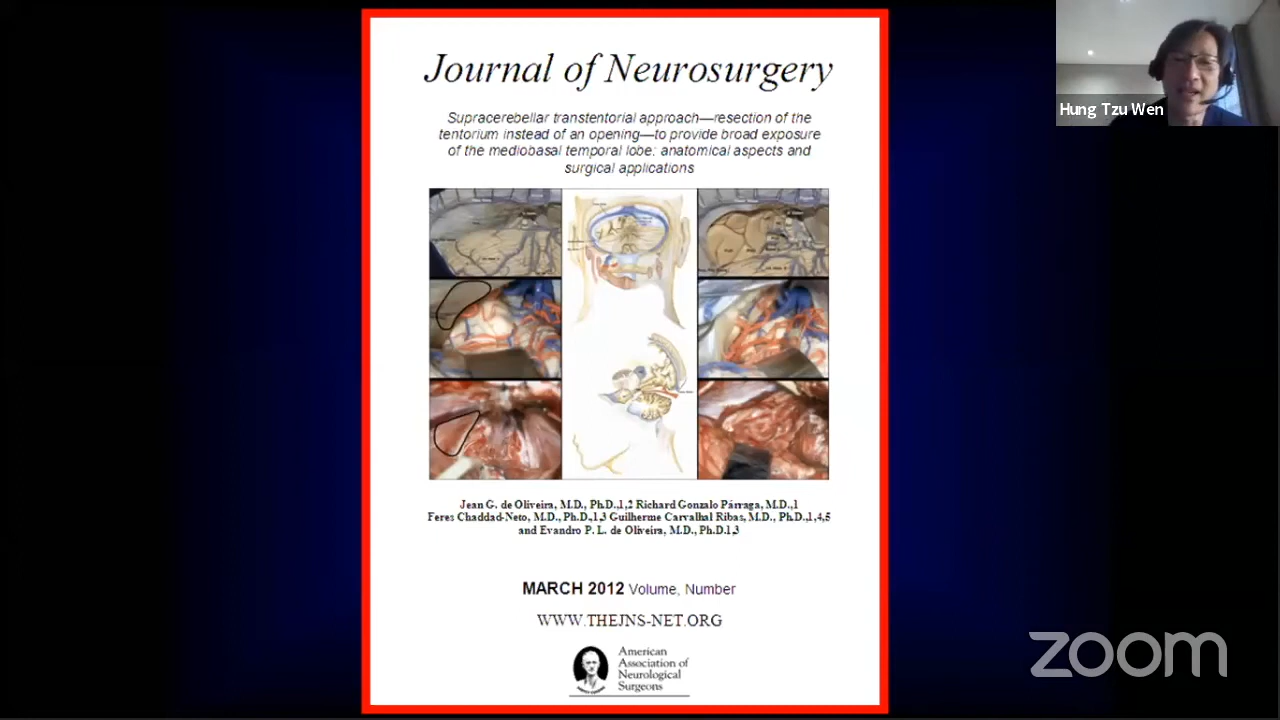 Journal of Neurosurgery
Supracerebellar transtentorial approach—resection of the
tentorium instead of an opening—to provide broad exposure
of the mediobasal temporal lobe: anatomical aspects and
surgical applications
Jean G. de Oliveira, M.D., Ph.D.,1,2 Richard Gonzalo Párraga, M.D.,1
Feres Chaddad-Neto, M.D., Ph.D.,1,3 Guilherme Carvalhal Ribas, M.D., Ph.D.,1,4,5
and Evandro P. L. de Oliveira, M.D., Ph.D.1,3
MARCH 2012 Volume, Number
WWW.THEJNS-NET.ORG
American
Association of
Neurological
Surgeons
Hung Tzu Wen
zoom